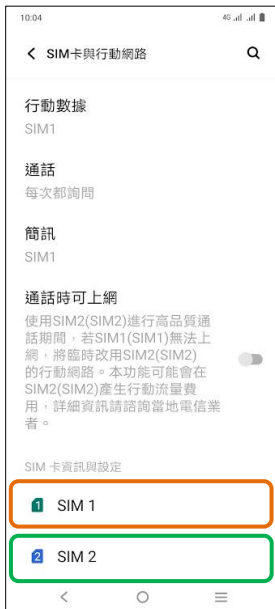 10:04
4G
SIM卡與行動網路
行動數據
SIM1
通話
每次都詢問
簡訊
SIM1
通話時可上網
使用SIM2(SIM2)進行高品質通
話期間，若SIM1(SIM1)無法上
網，將臨時改用SIM2(SIM2)
的行動網路。本功能可能會在
SIM2(SIM2)產生行動流量費
用，詳細資訊請諮詢當地電信業
者。
SIM 卡資訊與設定
1 SIM 1
2 SIM 2